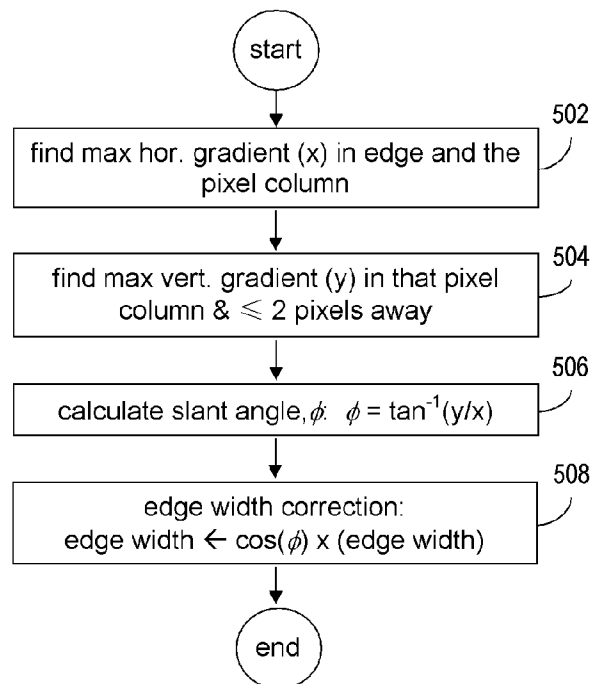 start
502
find max hor. gradient (x) in edge and the
pixel column
504
find max vert. gradient (y) in that pixel
column & ⩽ 2 pixels away
506
calculate slant angle,ϕ: ϕ = tan⁻¹(y/x)
508
edge width correction:
edge width ← cos(ϕ) x (edge width)
end